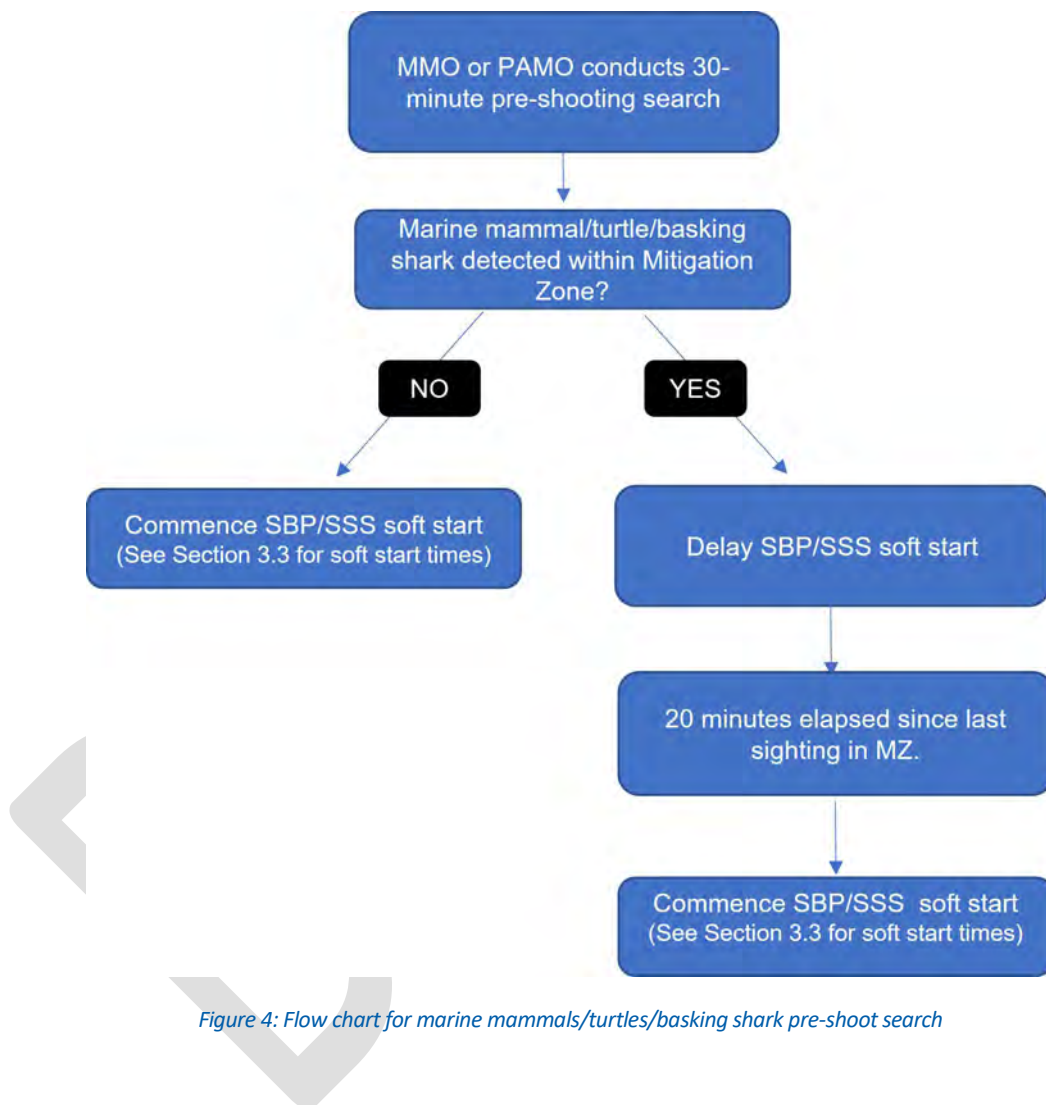 MMO or PAMO conducts 30-
minute pre-shooting search
Marine mammal/turtle/basking
shark detected within Mitigation
Zone?
NO
YES
Commence SBP/SSS soft start
(See Section 3.3 for soft start times)
Delay SBP/SSS soft start
20 minutes elapsed since last
sighting in MZ.
Commence SBP/SSS soft start
(See Section 3.3 for soft start times)
Figure 4: Flow chart for marine mammals/turtles/basking shark pre-shoot search